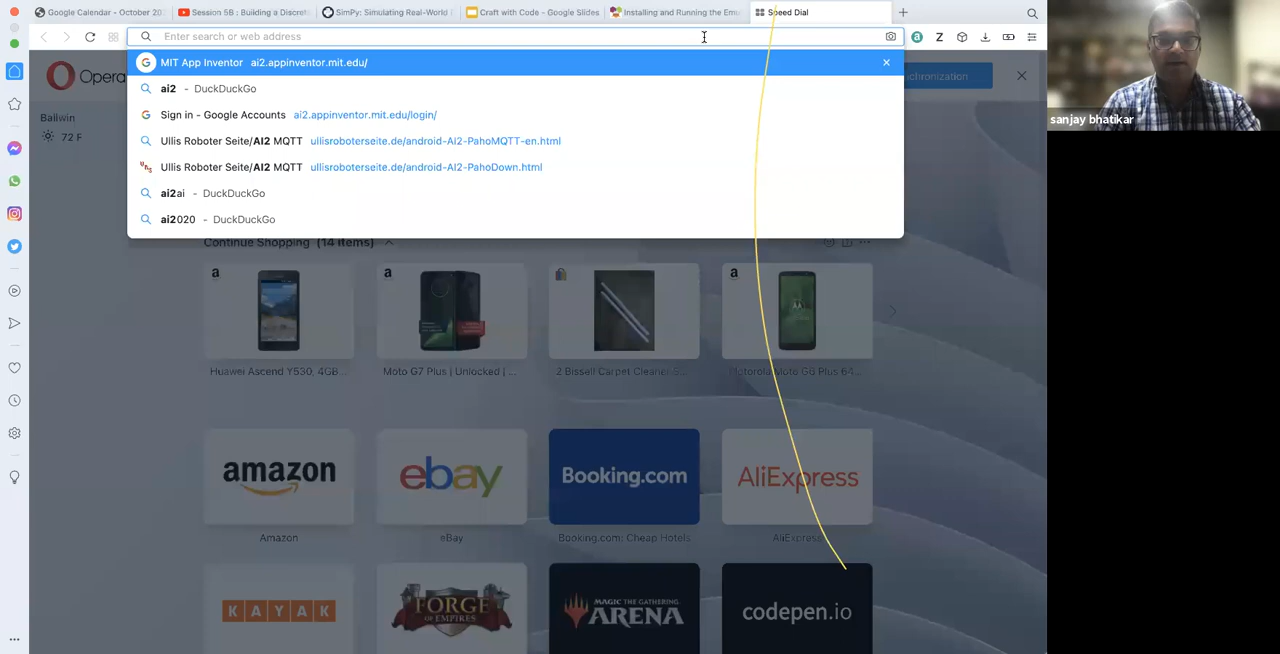 Google Calendar - October 20
Session 5B : Building a Discret
SimPy: Simulating Real-World
Craft with Code - Google Slides
Installing and Running the Emu
Speed Dial
Enter search or web address
MIT App Inventor ai2.appinventor.mit.edu/
ai2 - DuckDuckGo
Sign in - Google Accounts ai2.appinventor.mit.edu/login/
Ullis Roboter Seite/AI2 MQTT ullisroboterseite.de/android-AI2-PahoMQTT-en.html
Ullis Roboter Seite/AI2 MQTT ullisroboterseite.de/android-AI2-PahoDown.html
ai2ai - DuckDuckGo
ai2020 - DuckDuckGo
Opera
chronization
Ballwin
72 F
Continue Shopping (14 items)
a
a
a
Huawei Ascend Y530, 4GB...
Moto G7 Plus | Unlocked | ...
2 Bissell Carpet Cleaner S...
Motorola Moto G6 Plus 64...
amazon
ebay
Booking.com
AliExpress
Amazon
eBay
Booking.com: Cheap Hotels
AliExpress
KAYAK
FORGE OF EMPIRES
MAGIC THE GATHERING ARENA
codepen.io
sanjay bhatikar